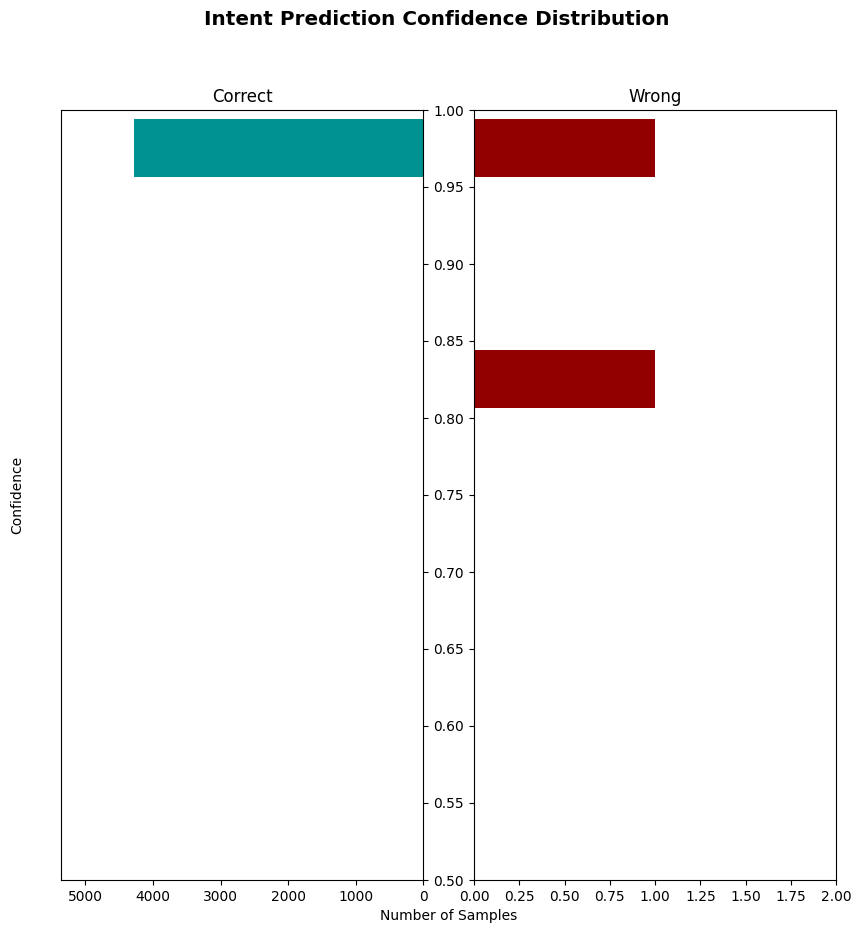 Intent Prediction Confidence Distribution
Correct
Wrong
1.00
0.95
0.90
0.85
0.80
0.75
0.70
0.65
0.60
0.55
0.50
Confidence
5000 4000 3000 2000 1000 0
0.00 0.25 0.50 0.75 1.00 1.25 1.50 1.75 2.00
Number of Samples